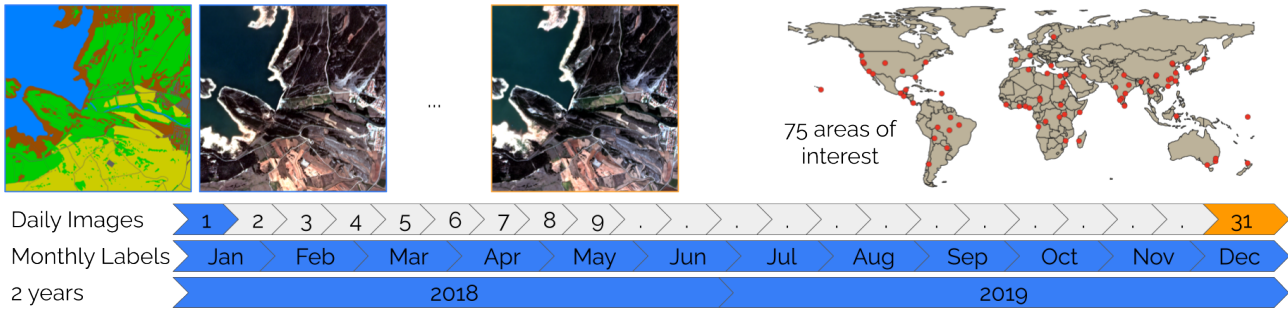 ...
75 areas of
interest
Daily Images 1 2 3 4 5 6 7 8 9 . . . . . . . . . . . . 31
Monthly Labels Jan Feb Mar Apr May Jun Jul Aug Sep Oct Nov Dec
2 years 2018 2019